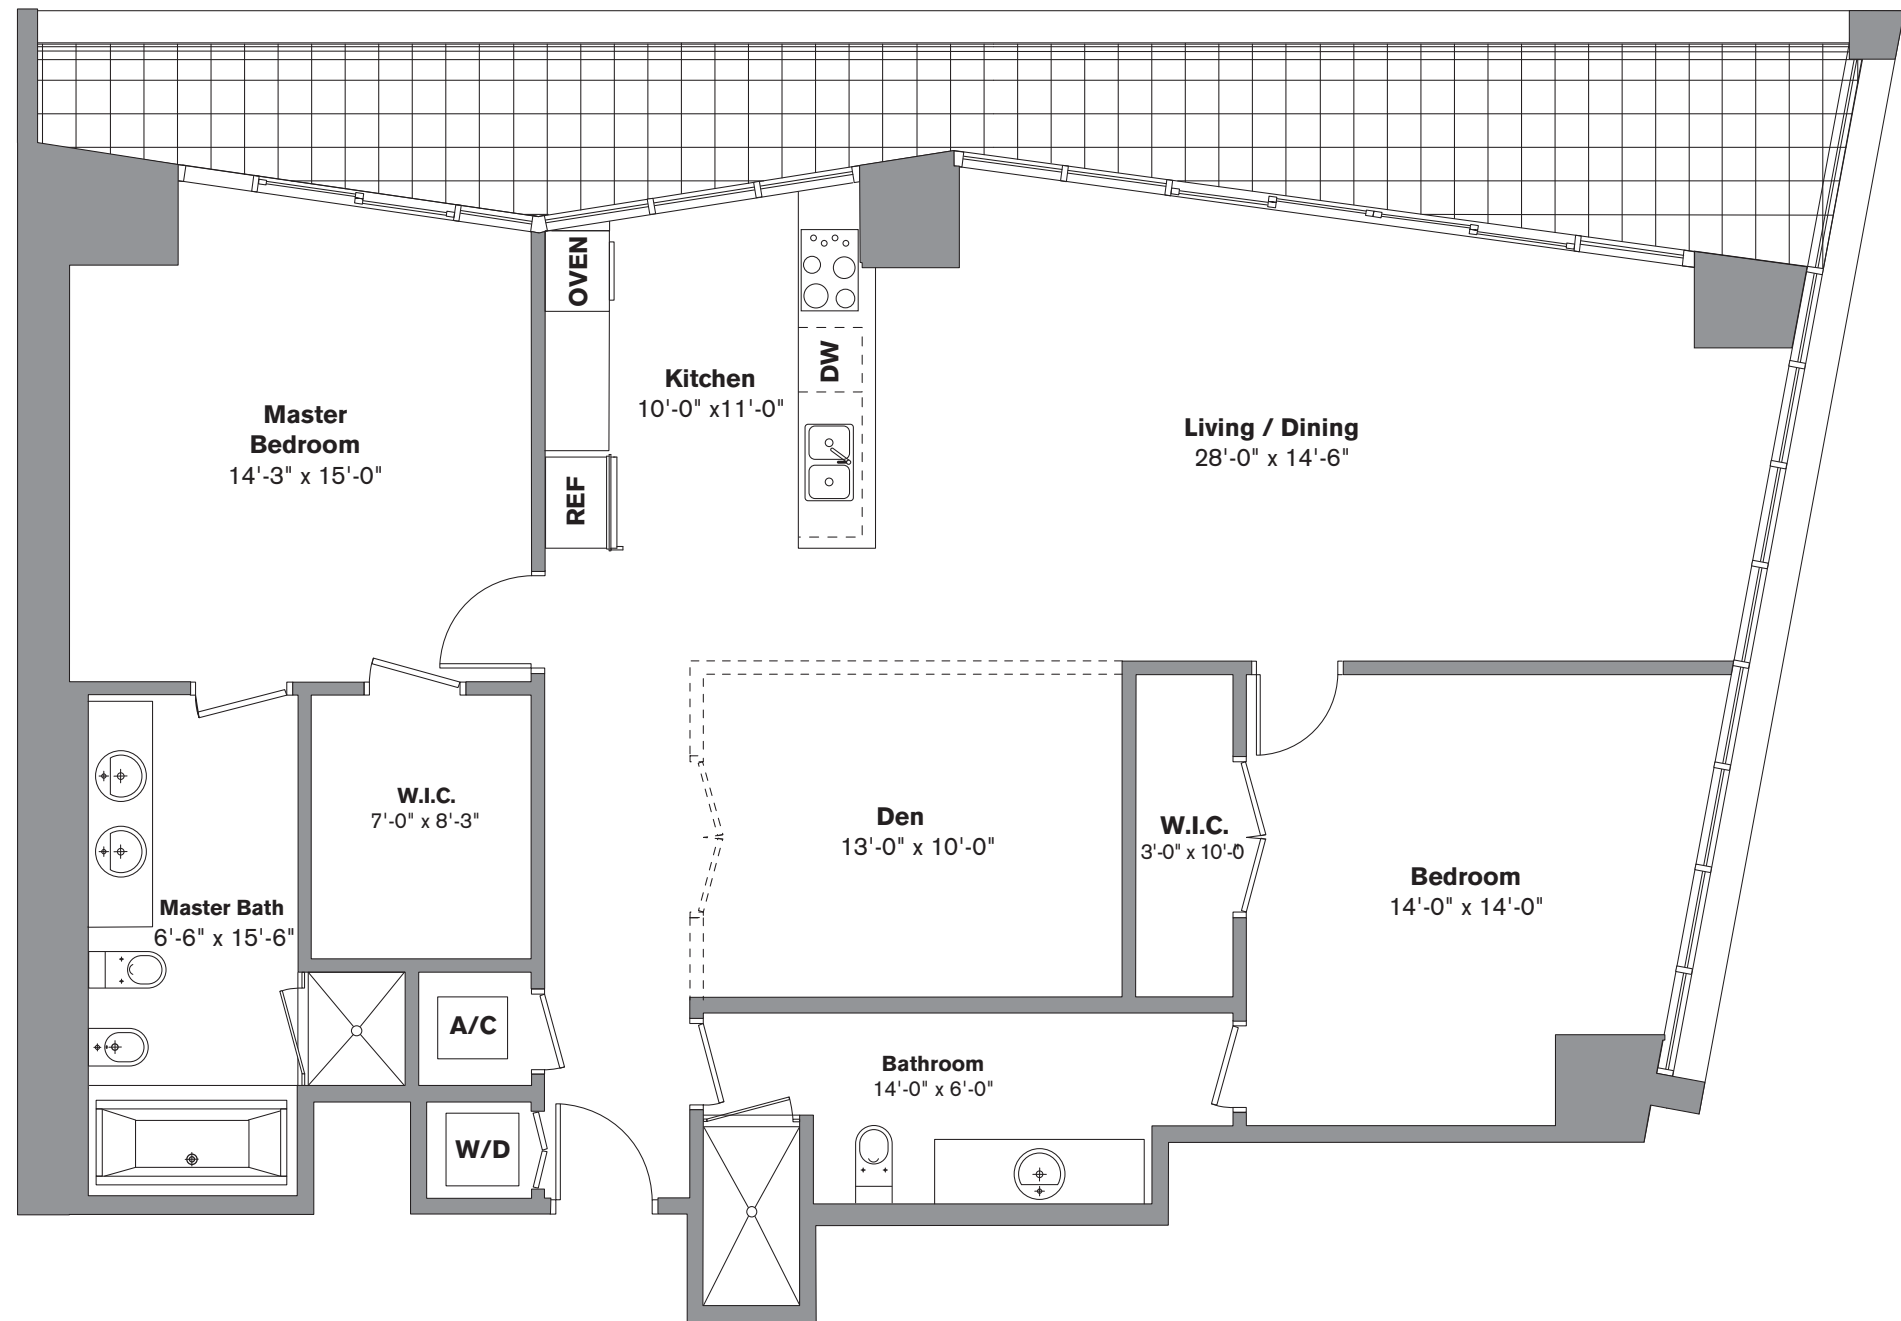 OVEN
Kitchen
10'-0" x11'-0"
DW
REF
Master
Bedroom
14'-3" x 15'-0"
Living / Dining
28'-0" x 14'-6"
W.I.C.
7'-0" x 8'-3"
Den
13'-0" x 10'-0"
W.I.C.
3'-0" x 10'-0
Bedroom
14'-0" x 14'-0"
Master Bath
6'-6" x 15'-6"
A/C
Bathroom
14'-0" x 6'-0"
W/D